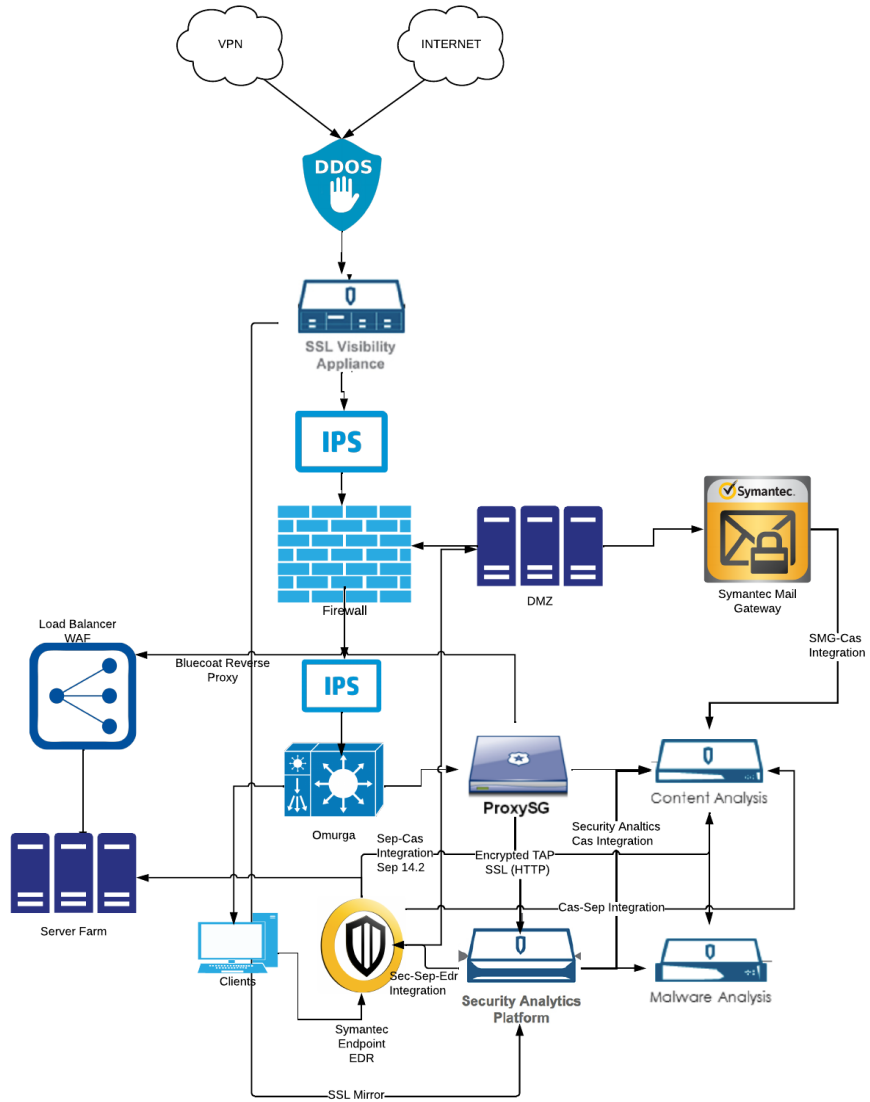 VPN
INTERNET
DDOS
SSL Visibility
Appliance
IPS
Symantec.
Firewall
DMZ
Symantec Mail
Gateway
Load Balancer
WAF
SMG-Cas
Integration
Bluecoat Reverse
Proxy
IPS
ProxySG
Content Analysis
Omurga
Security Analtics
Cas Integration
Sep-Cas
Integration
Sep 14.2
Encrypted TAP
SSL (HTTP)
Cas-Sep Integration
Server Farm
Clients
Sec-Sep-Edr
Integration
Security Analytics
Platform
Malware Analysis
Symantec
Endpoint
EDR
SSL Mirror